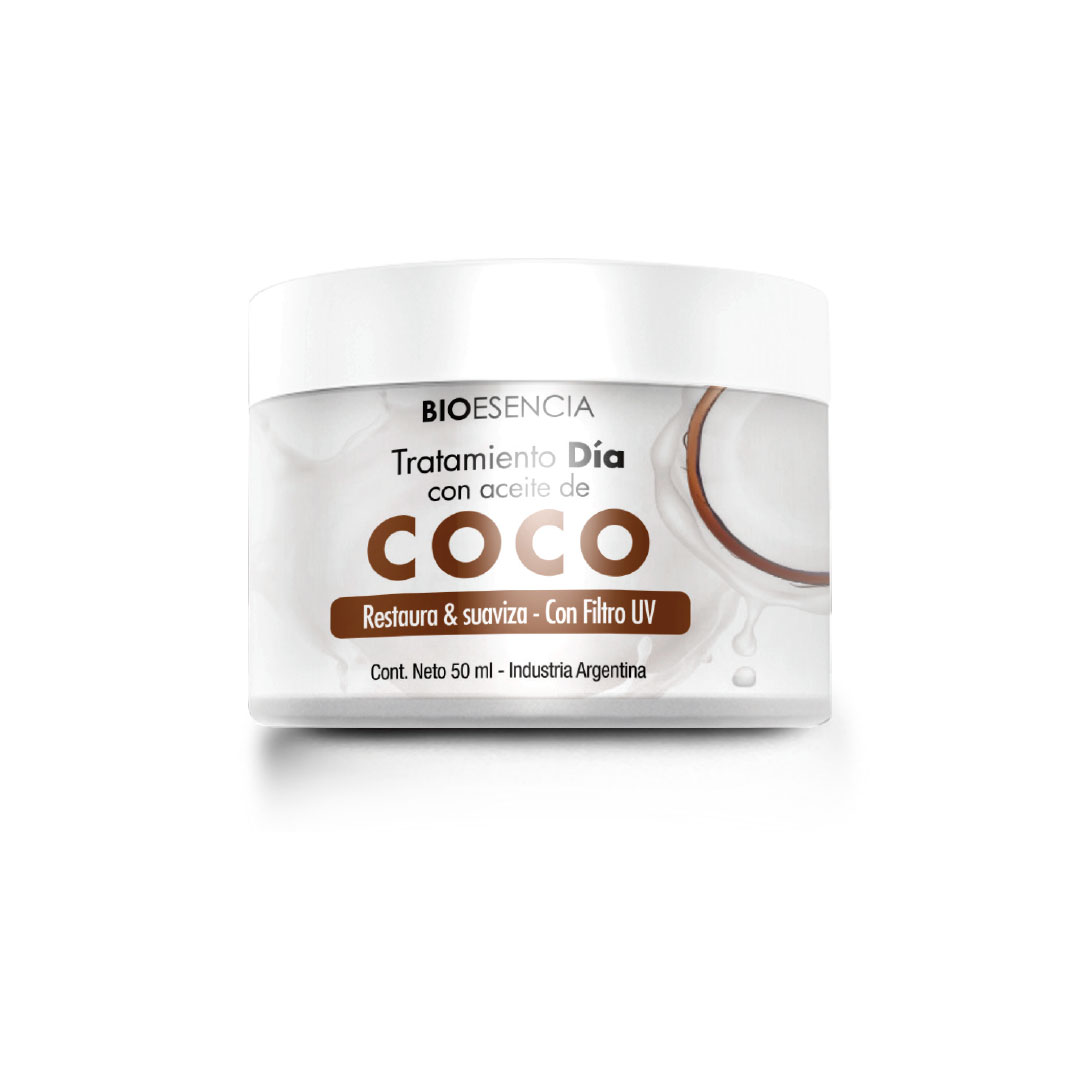 BIOESENCIA
Tratamiento Día
con aceite de
COCO
Restaura & suaviza - Con Filtro UV
Cont. Neto 50 ml - Industria Argentina